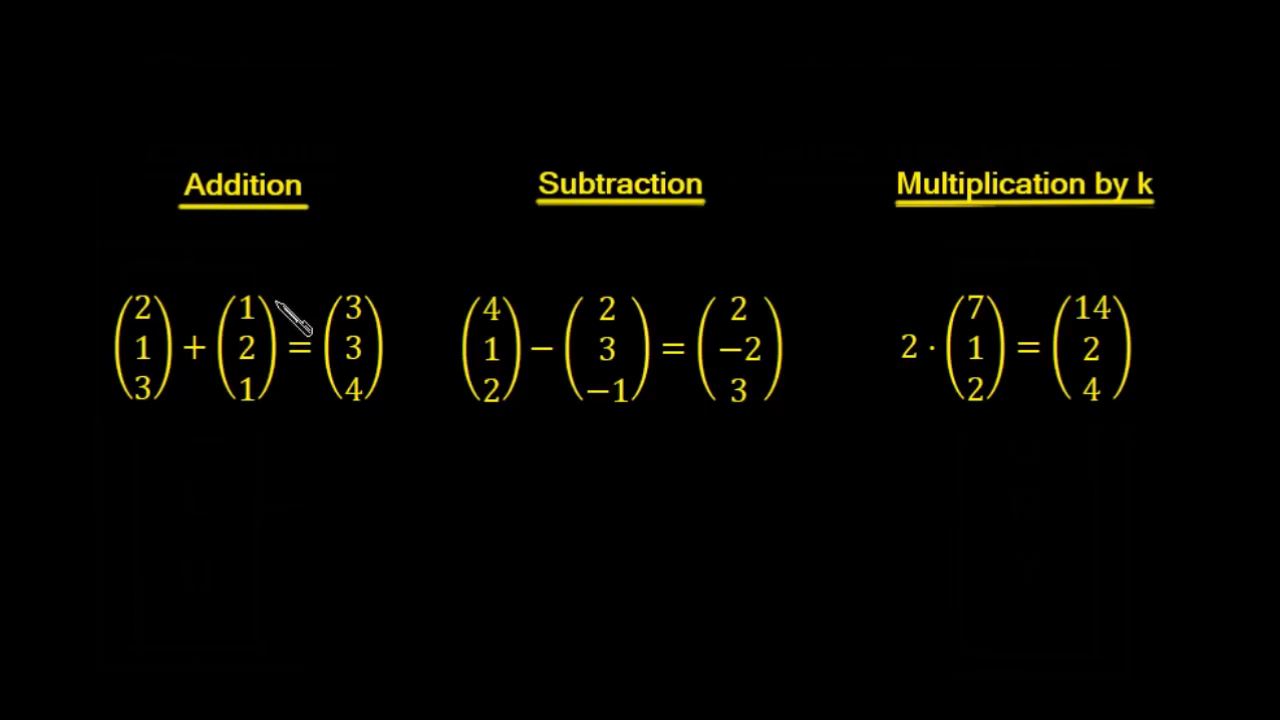 Addition Subtraction Multiplication by k
2 1 3 4 2 2 7 14
1 + 2 = 3 1 − 3 = −2 2 · 1 = 2
3 1 4 2 −1 3 2 4